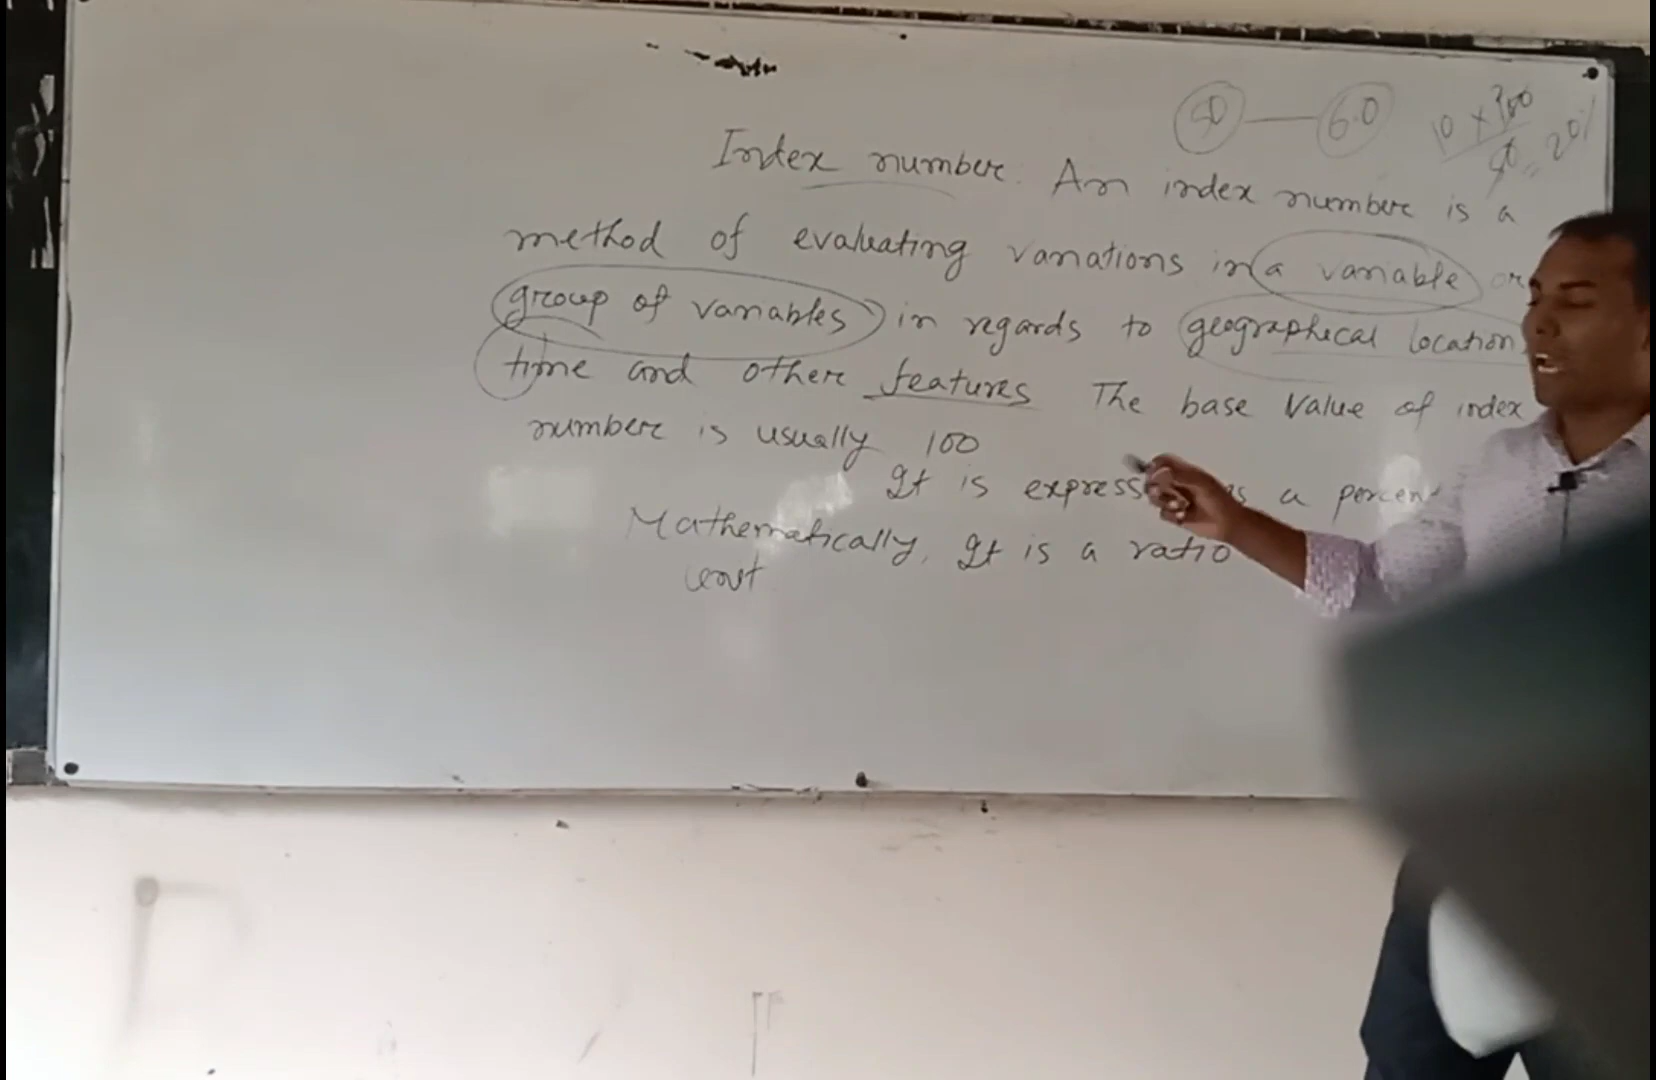 50 — 60
10 × 100
50 = 20%
Index number. An index number is a
method of evaluating variations in a variable or
group of variables in regards to geographical location,
time and other features The base Value of index
number is usually 100
It is as a
Mathematically, It is a ratio